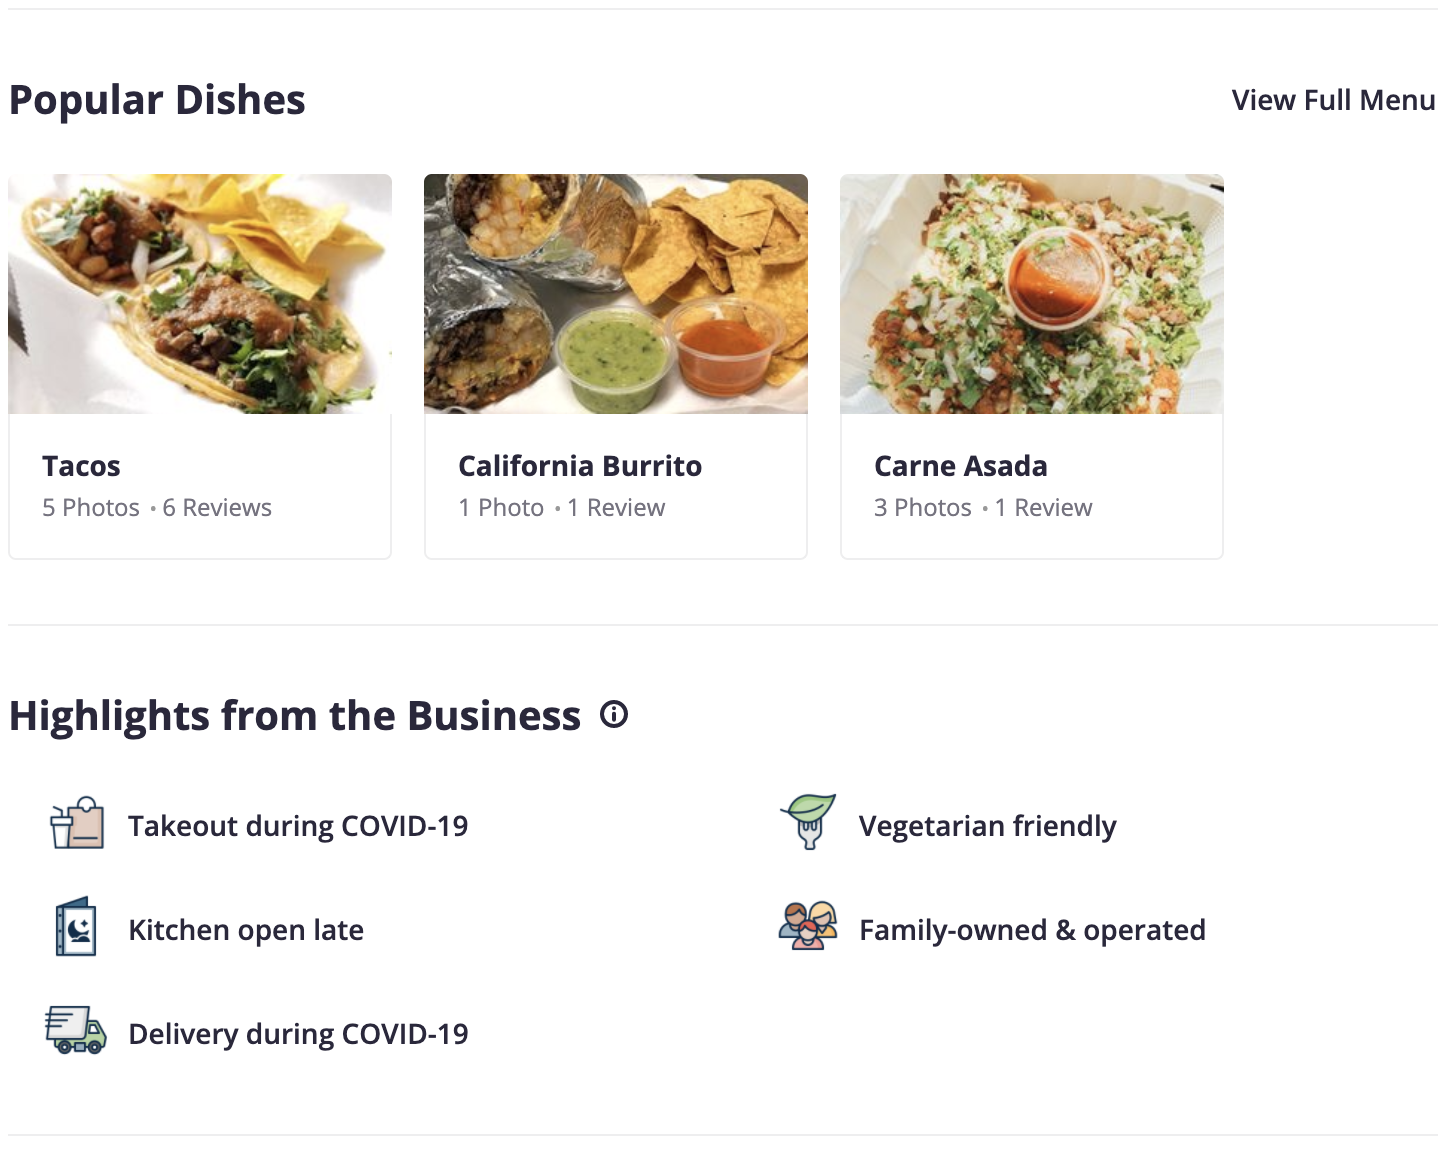 Popular Dishes
View Full Menu
Tacos
5 Photos • 6 Reviews
California Burrito
1 Photo • 1 Review
Carne Asada
3 Photos • 1 Review
Highlights from the Business
Takeout during COVID-19
Vegetarian friendly
Kitchen open late
Family-owned & operated
Delivery during COVID-19